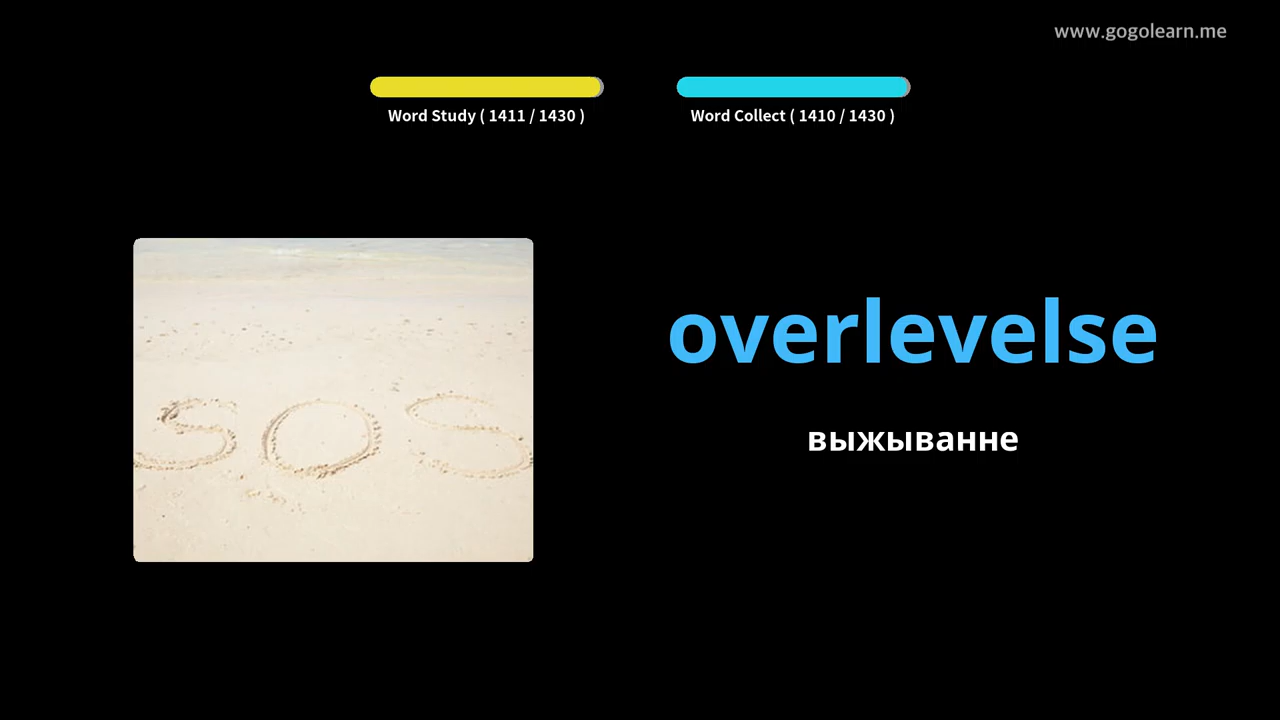 www.gogolearn.me
Word Study ( 1411 / 1430 )
Word Collect ( 1410 / 1430 )
SOS
overlevelse
выжыванне